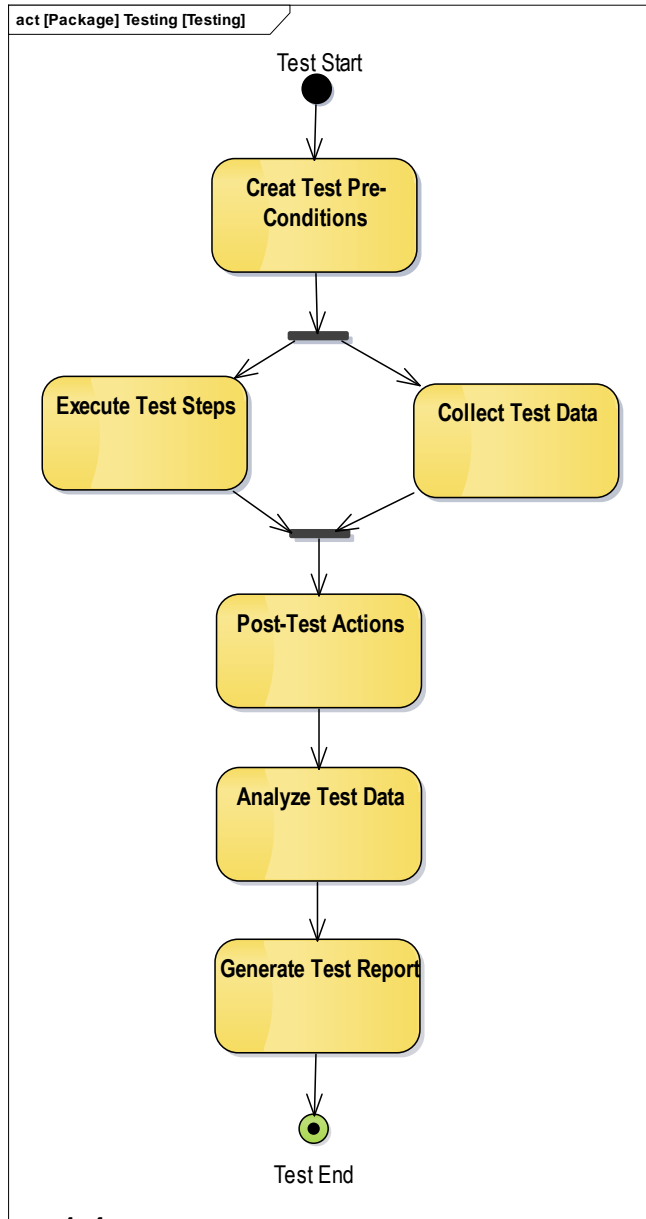 act [Package] Testing [Testing]
Test Start
Creat Test Pre-
Conditions
Execute Test Steps
Collect Test Data
Post-Test Actions
Analyze Test Data
Generate Test Report
Test End